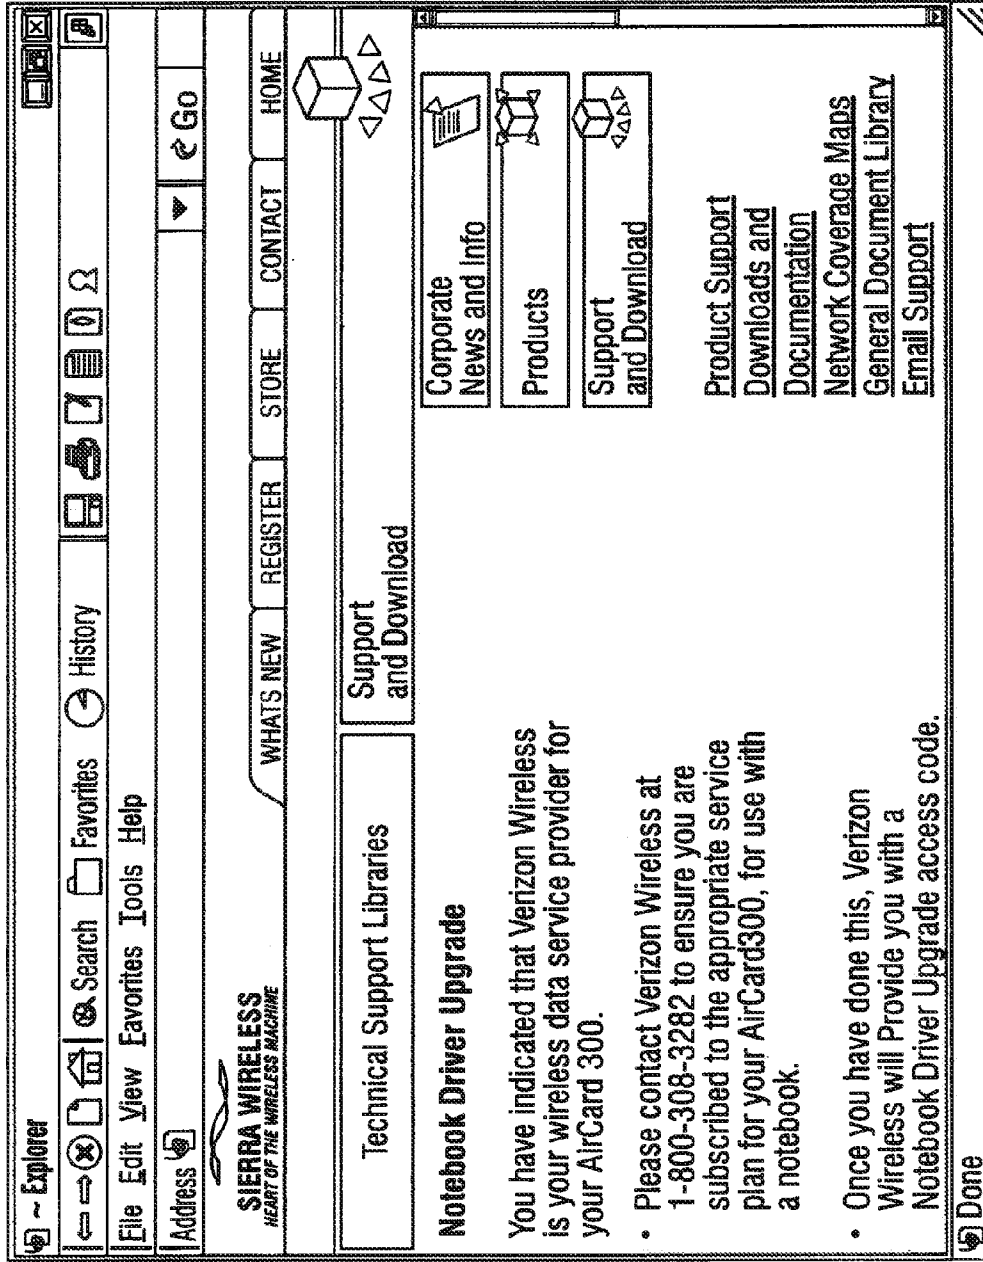 ~ Explorer
Search Favorites History
File Edit View Favorites Tools Help
Address Go
SIERRA WIRELESS
HEART OF THE WIRELESS MACHINE
WHATS NEW REGISTER STORE CONTACT HOME
Technical Support Libraries
Support
and Download
Notebook Driver Upgrade
You have indicated that Verizon Wireless
is your wireless data service provider for
your AirCard 300.
• Please contact Verizon Wireless at
1-800-308-3282 to ensure you are
subscribed to the appropriate service
plan for your AirCard300, for use with
a notebook.
• Once you have done this, Verizon
Wireless will Provide you with a
Notebook Driver Upgrade access code.
Corporate
News and Info
Products
Support
and Download
Product Support
Downloads and
Documentation
Network Coverage Maps
General Document Library
Email Support
Done